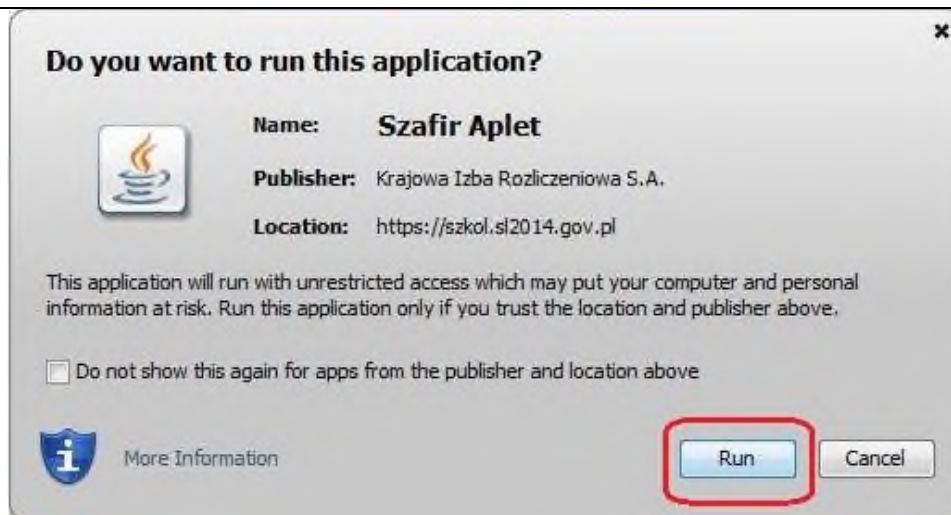 Do you want to run this application?
Name: Szafir Aplet
Publisher: Krajowa Izba Rozliczeniowa S.A.
Location: https://szkol.sl2014.gov.pl
This application will run with unrestricted access which may put your computer and personal
information at risk. Run this application only if you trust the location and publisher above.
Do not show this again for apps from the publisher and location above
More Information
Run Cancel